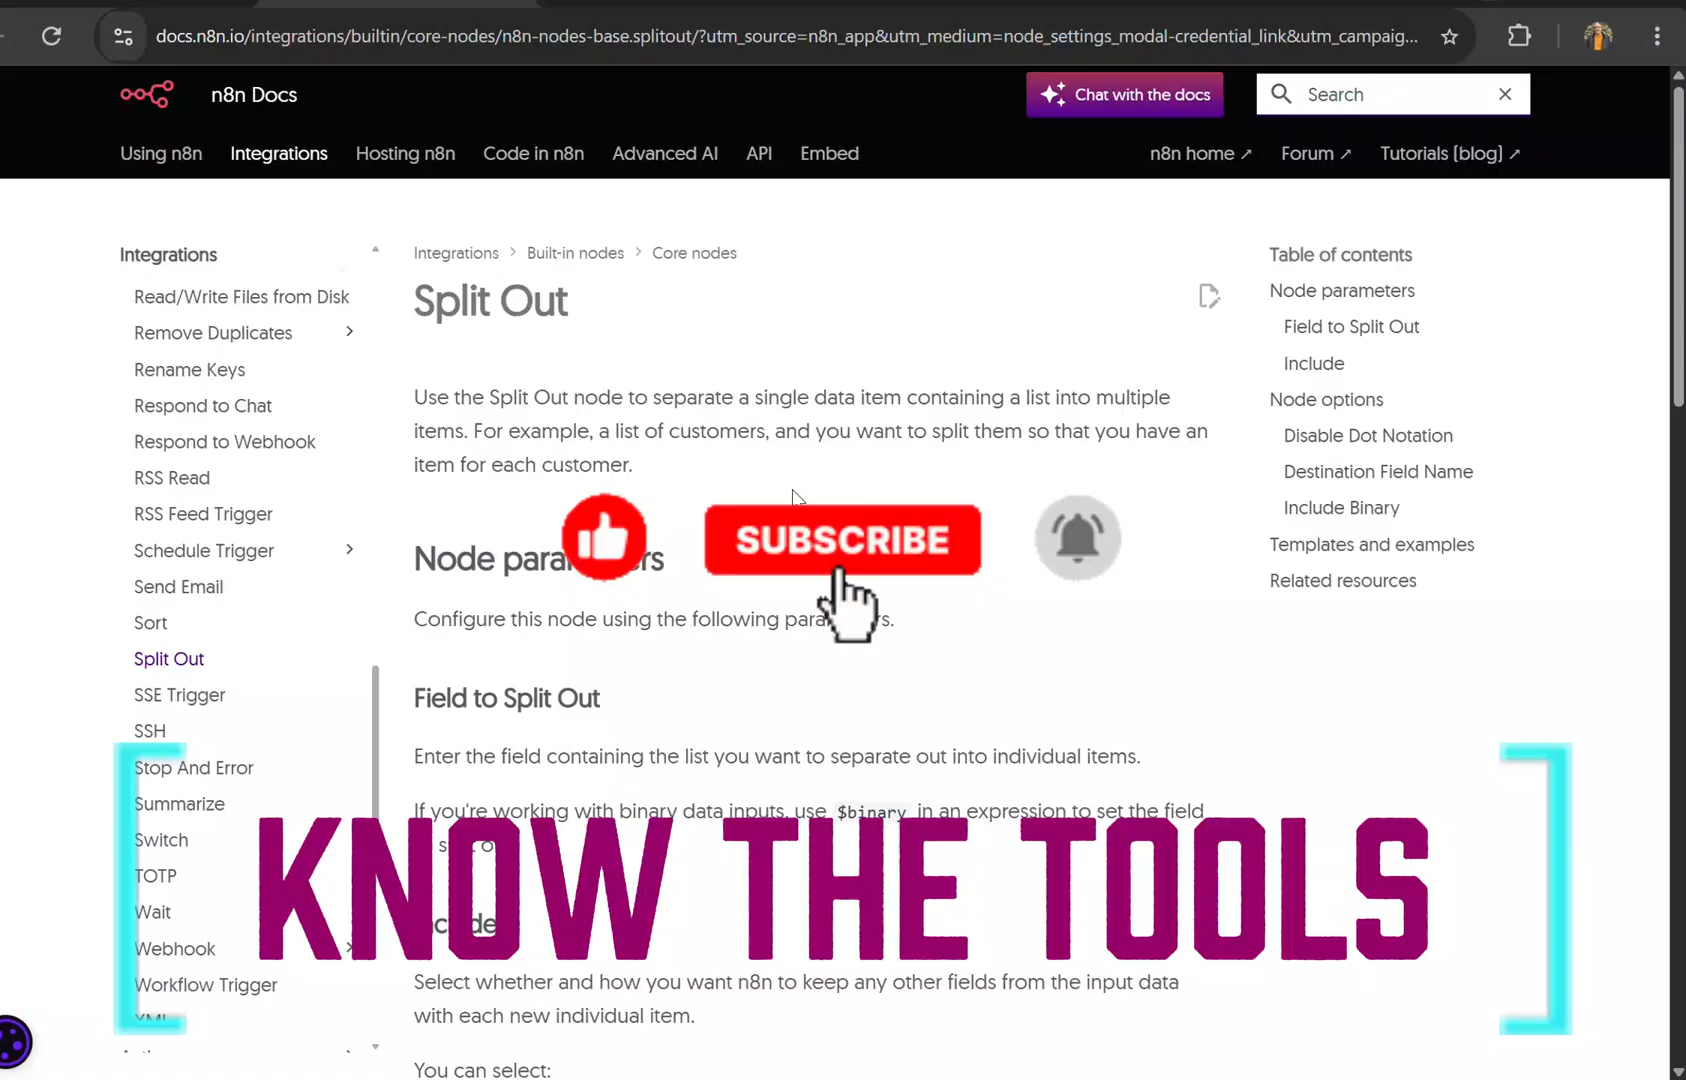 docs.n8n.io/integrations/builtin/core-nodes/n8n-nodes-base.splitout/?utm_source=n8n_app&utm_medium=node_settings_modal-credential_link&utm_campaig...
n8n Docs
Chat with the docs
Search
Using n8n
Integrations
Hosting n8n
Code in n8n
Advanced AI
API
Embed
n8n home ↗
Forum ↗
Tutorials [blog] ↗
Integrations
Read/Write Files from Disk
Remove Duplicates
Rename Keys
Respond to Chat
Respond to Webhook
RSS Read
RSS Feed Trigger
Schedule Trigger
Send Email
Sort
Split Out
SSE Trigger
SSH
Stop And Error
Summarize
Switch
TOTP
Wait
Webhook
Workflow Trigger
XML
Integrations > Built-in nodes > Core nodes
Split Out
Use the Split Out node to separate a single data item containing a list into multiple
items. For example, a list of customers, and you want to split them so that you have an
item for each customer.
SUBSCRIBE
Node para rs
Configure this node using the following para s.
Field to Split Out
Enter the field containing the list you want to separate out into individual items.
If you're working with binary data inputs, use $binary in an expression to set the field
KNOW THE TOOLS
Select whether and how you want n8n to keep any other fields from the input data
with each new individual item.
You can select:
Table of contents
Node parameters
Field to Split Out
Include
Node options
Disable Dot Notation
Destination Field Name
Include Binary
Templates and examples
Related resources